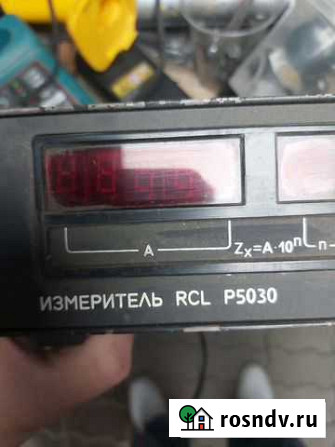 A
Zₓ=A·10ⁿ n-
ИЗМЕРИТЕЛЬ RCL P5030
rosndv.ru